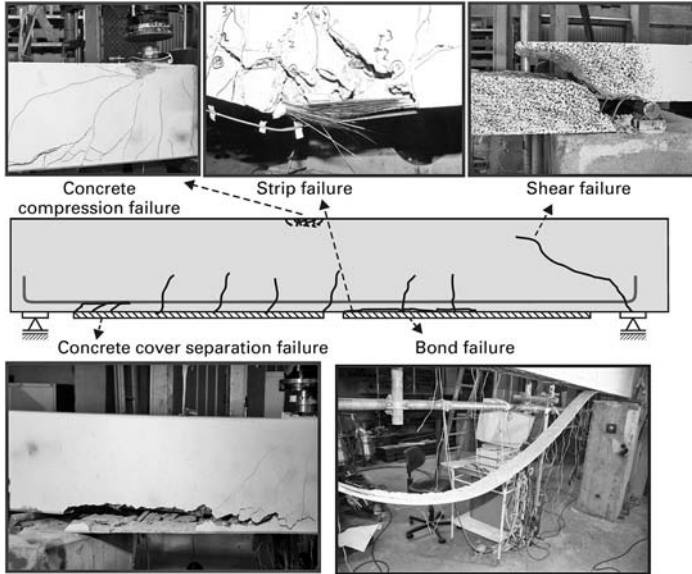 Concrete
compression failure
Strip failure
Shear failure
Concrete cover separation failure
Bond failure